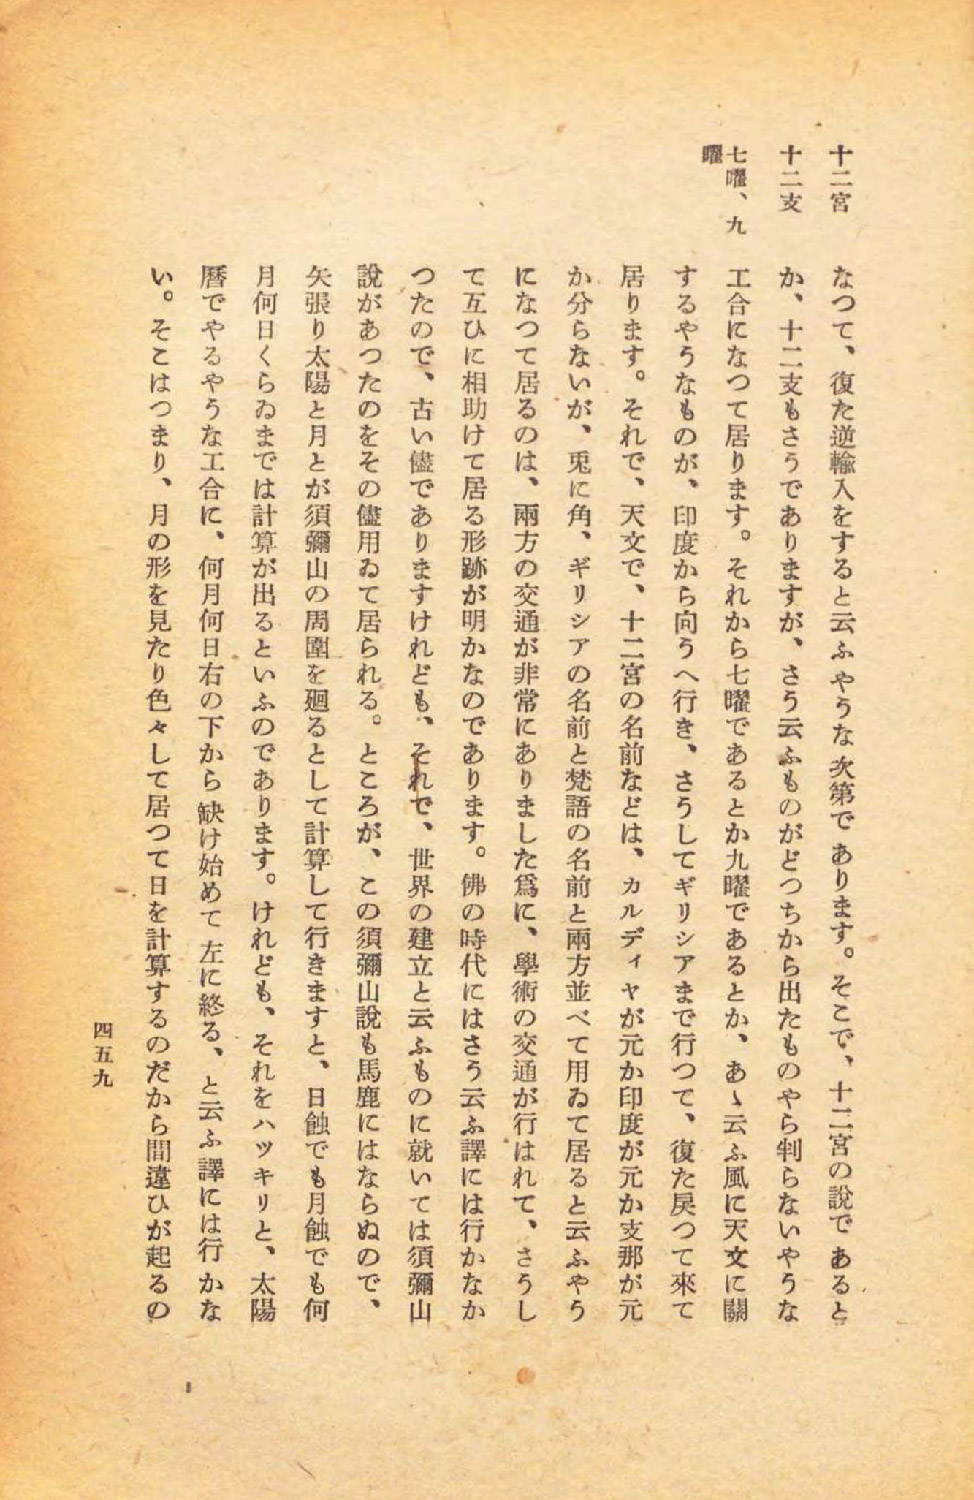 十二宮
十二支
七曜、九
曜
なつて、復た逆輸入をすると云ふやうな次第であります。そこで、十二宮の說であると
か、十二支もさうでありますが、さう云ふものがどつちから出たものやら判らないやうな
工合になつて居ります。それから七曜であるとか九曜であるとか、あゝ云ふ風に天文に關
するやうなものが、印度から向うへ行き、さうしてギリシアまで行つて、復た戾つて來て
居ります。それで、天文で、十二宮の名前などは、カルディヤが元か印度が元か支那が元
か分らないが、兎に角、ギリシアの名前と梵語の名前と兩方並べて用ゐて居ると云ふやう
になつて居るのは、兩方の交通が非常にありました爲に、學術の交通が行はれて、さうし
て互ひに相助けて居る形跡が明かなのであります。佛の時代にはさう云ふ譯には行かなか
つたので、古い儘でありますけれども、それで、世界の建立と云ふものに就いては須彌山
說があつたのをその儘用ゐて居られる。ところが、この須彌山說も馬鹿にはならぬので、
矢張り太陽と月とが須彌山の周圍を廻るとして計算して行きますと、日蝕でも月蝕でも何
月何日くらゐまでは計算が出るといふのであります。けれども、それをハツキリと、太陽
曆でやるやうな工合に、何月何日右の下から缺け始めて左に終る、と云ふ譯には行かな
い。そこはつまり、月の形を見たり色々して居つて日を計算するのだから間違ひが起るの
四五九